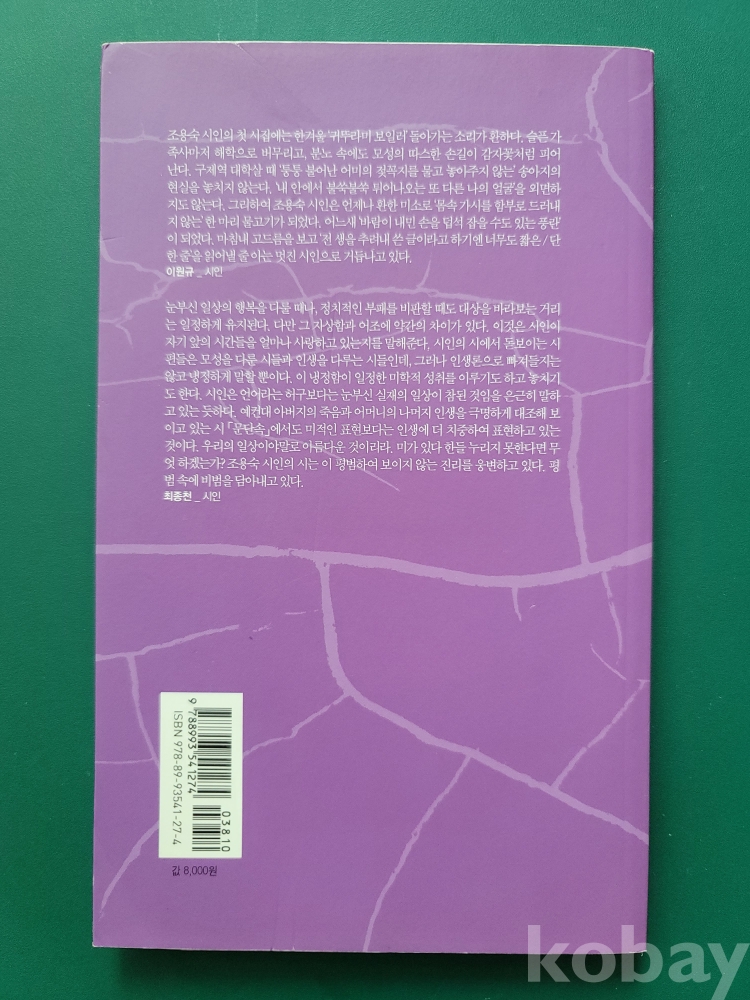 조용숙 시인의 첫 시집에는 한겨울 '귀뚜라미 보일러' 돌아가는 소리가 환하다. 슬픈 가
족사마저 해학으로 버무리고, 분노 속에도 모성의 따스한 손길이 감자꽃처럼 피어
난다. 구제역 대학살 때 '퉁퉁 불어난 어미의 젖꼭지를 물고 놓아주지 않는' 송아지의
현실을 놓치지 않는다. '내 안에서 불쑥불쑥 튀어나오는 또 다른 나의 얼굴'을 외면하
지도 않는다. 그리하여 조용숙 시인은 언제나 환한 미소로 '몸속 가시를 함부로 드러내
지 않는' 한 마리 물고기가 되었다. 어느새 '바람이 내민 손을 덥석 잡을 수도 있는 풍란'
이 되었다. 마침내 고드름을 보고 '전 생을 추려내 쓴 글이라고 하기엔 너무도 짧은 / 단
한 줄'을 읽어낼 줄 아는 멋진 시인으로 거듭나고 있다.
이원규 _ 시인
눈부신 일상의 행복을 다룰 때나, 정치적인 부패를 비판할 때도 대상을 바라보는 거리
는 일정하게 유지된다. 다만 그 자상함과 어조에 약간의 차이가 있다. 이것은 시인이
자기 앞의 시간들을 얼마나 사랑하고 있는지를 말해준다. 시인의 시에서 돋보이는 시
편들은 모성을 다룬 시들과 인생을 다루는 시들인데, 그러나 인생론으로 빠져들지는
않고 냉정하게 말할 뿐이다. 이 냉정함이 일정한 미학적 성취를 이루기도 하고 놓치기
도 한다. 시인은 언어라는 허구보다는 눈부신 실재의 일상이 참된 것임을 은근히 말하
고 있는 듯하다. 예컨대 아버지의 죽음과 어머니의 나머지 인생을 극명하게 대조해 보
이고 있는 시 「문단속」에서도 미적인 표현보다는 인생에 더 치중하여 표현하고 있는
것이다. 우리의 일상이야말로 아름다운 것이리라. 미가 있다 한들 누리지 못한다면 무
엇 하겠는가? 조용숙 시인의 시는 이 평범하여 보이지 않는 진리를 웅변하고 있다. 평
범 속에 비범을 담아내고 있다.
최종천 _ 시인
9 788993 541274
03810
ISBN 978-89-93541-27-4
값 8,000원
kobay